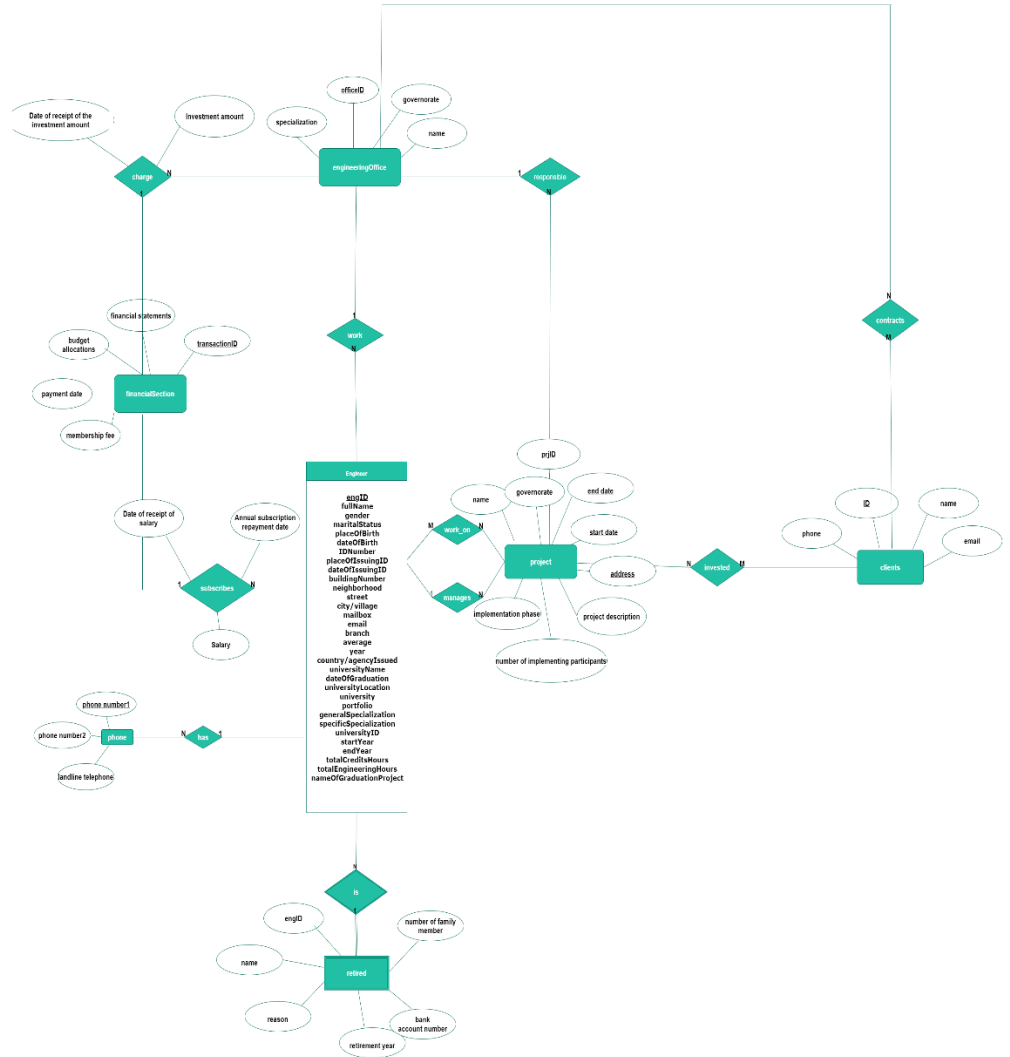 officeID
governorate
Date of receipt of the
investment amount
investment amount
specialization
name
engineeringOffice
charge
N
1
responsible
1
N
N
contracts
M
financial statements
budget
allocations
transactionID
1
work
N
payment date
financialSection
membership fee
Engineer
engID
fullName
gender
maritalStatus
placeOfBirth
dateOfBirth
IDNumber
placeOfIssuingID
dateOfIssuingID
buildingNumber
neighborhood
street
city/village
mailbox
email
branch
average
year
country/agencyIssued
universityName
dateOfGraduation
universityLocation
university
portfolio
generalSpecialization
specificSpecialization
universityID
startYear
endYear
totalCreditsHours
totalEngineeringHours
nameOfGraduationProject
prjID
name
governorate
end date
start date
M
work_on
N
project
address
1
manages
N
implementation phase
project description
number of implementing participants
N
invested
M
ID
name
phone
email
clients
Date of receipt of
salary
Annual subscription
repayment date
1
subscribes
N
Salary
phone number1
phone number2
phone
landline telephone
N
has
1
N
is
1
engID
number of family
member
name
retired
reason
bank
account number
retirement year